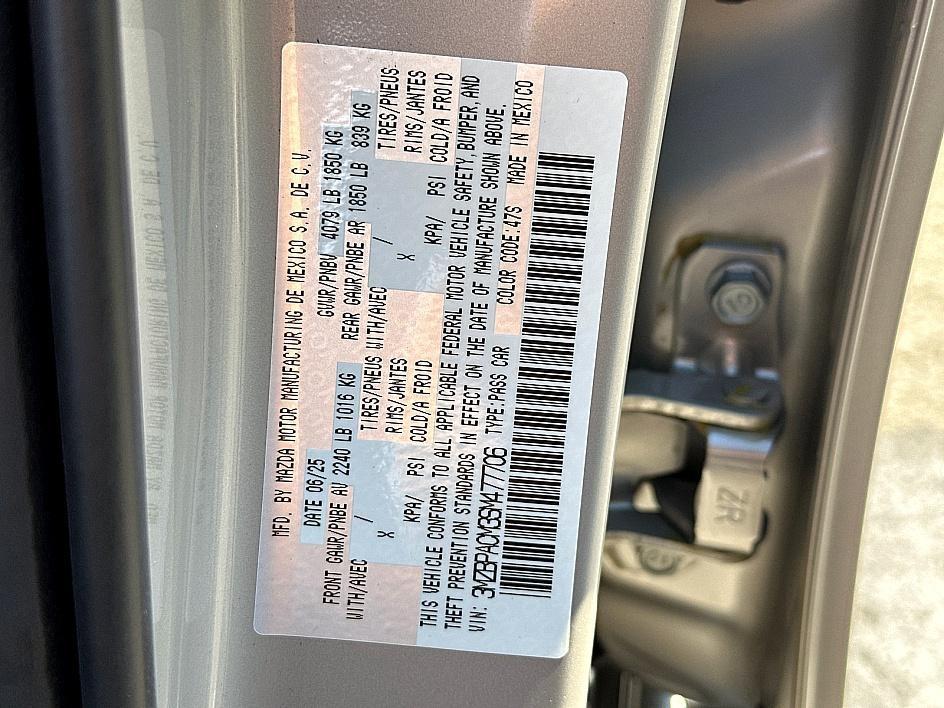 MFD. BY MAZDA MOTOR MANUFACTURING DE MEXICO S.A. DE C.V.
DATE 06/25 GVWR/PNBV 4079 LB 1850 KG
FRONT GAWR/PNBE AV 2240 LB 1016 KG REAR GAWR/PNBE AR 1850 LB 839 KG
WITH/AVEC TIRES/PNEUS WITH/AVEC TIRES/PNEUS
X / RIMS/JANTES X / RIMS/JANTES
KPA/ PSI COLD/A FROID KPA/ PSI COLD/A FROID
THIS VEHICLE CONFORMS TO ALL APPLICABLE FEDERAL MOTOR VEHICLE SAFETY, BUMPER, AND
THEFT PREVENTION STANDARDS IN EFFECT ON THE DATE OF MANUFACTURE SHOWN ABOVE.
VIN: 3MZBPACM3SM477706 TYPE:PASS CAR COLOR CODE:47S MADE IN MEXICO
ZR